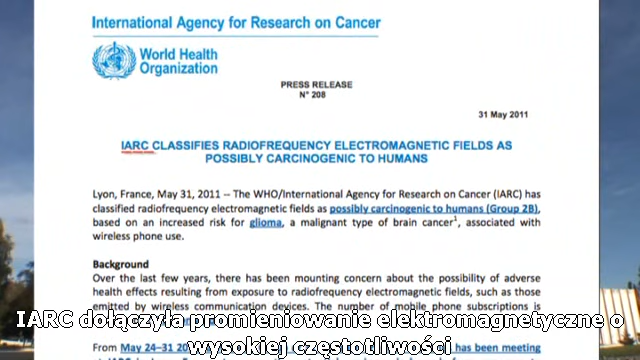 International Agency for Research on Cancer
World Health
Organization
PRESS RELEASE
N° 208
31 May 2011
IARC CLASSIFIES RADIOFREQUENCY ELECTROMAGNETIC FIELDS AS
POSSIBLY CARCINOGENIC TO HUMANS
Lyon, France, May 31, 2011 -- The WHO/International Agency for Research on Cancer (IARC) has
classified radiofrequency electromagnetic fields as possibly carcinogenic to humans (Group 2B),
based on an increased risk for glioma, a malignant type of brain cancer1, associated with
wireless phone use.
Background
Over the last few years, there has been mounting concern about the possibility of adverse
health effects resulting from exposure to radiofrequency electromagnetic fields, such as those
emitted by wireless communication devices. The number of mobile phone subscriptions is
IARC dołączyła promieniowanie elektromagnetyczne o
wysokiej częstotliwości
From May 24–31 20
has been meeting